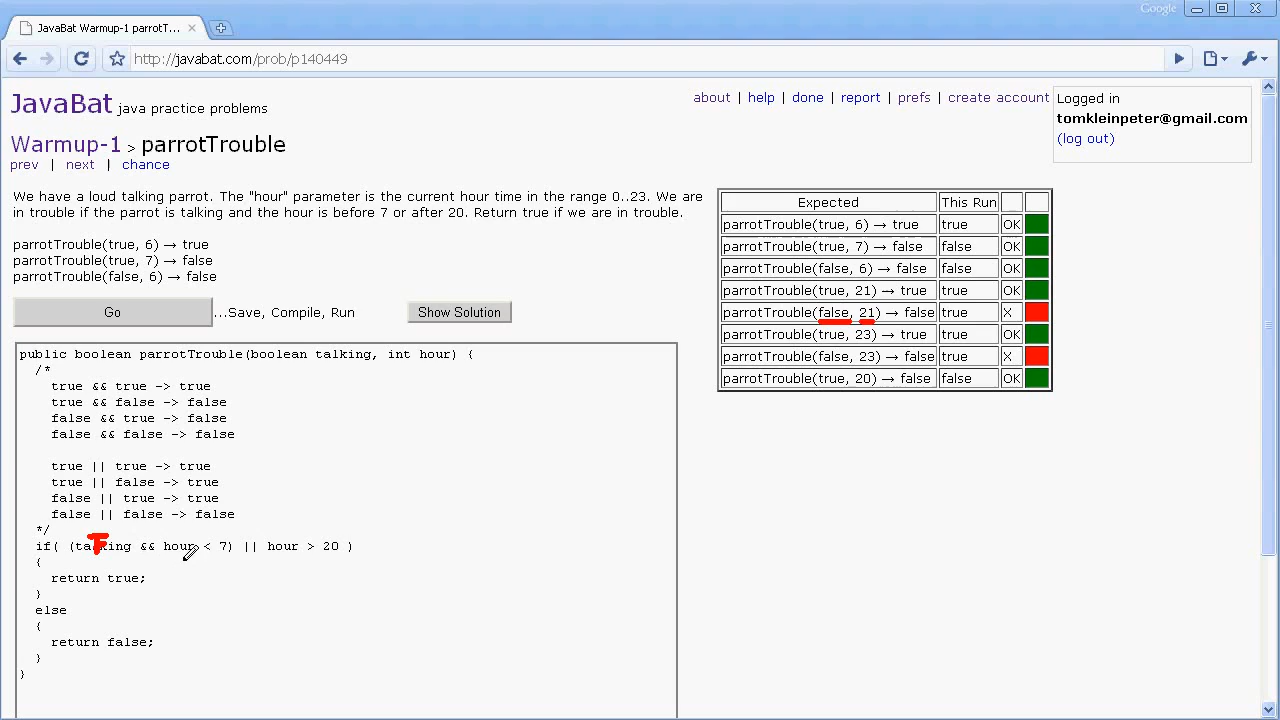 Google
JavaBat Warmup-1 parrotT...
http://javabat.com/prob/p140449
JavaBat java practice problems
about | help | done | report | prefs | create account
Logged in
tomkleinpeter@gmail.com
(log out)
Warmup-1 > parrotTrouble
prev | next | chance
We have a loud talking parrot. The "hour" parameter is the current hour time in the range 0..23. We are
in trouble if the parrot is talking and the hour is before 7 or after 20. Return true if we are in trouble.
parrotTrouble(true, 6) → true
parrotTrouble(true, 7) → false
parrotTrouble(false, 6) → false
Go ...Save, Compile, Run Show Solution
Expected This Run
parrotTrouble(true, 6) → true true OK
parrotTrouble(true, 7) → false false OK
parrotTrouble(false, 6) → false false OK
parrotTrouble(true, 21) → true true OK
parrotTrouble(false, 21) → false true X
parrotTrouble(true, 23) → true true OK
parrotTrouble(false, 23) → false true X
parrotTrouble(true, 20) → false false OK
public boolean parrotTrouble(boolean talking, int hour) {
/*
true && true -> true
true && false -> false
false && true -> false
false && false -> false
true || true -> true
true || false -> true
false || true -> true
false || false -> false
*/
F
if( (talking && hour < 7) || hour > 20 )
{
return true;
}
else
{
return false;
}
}